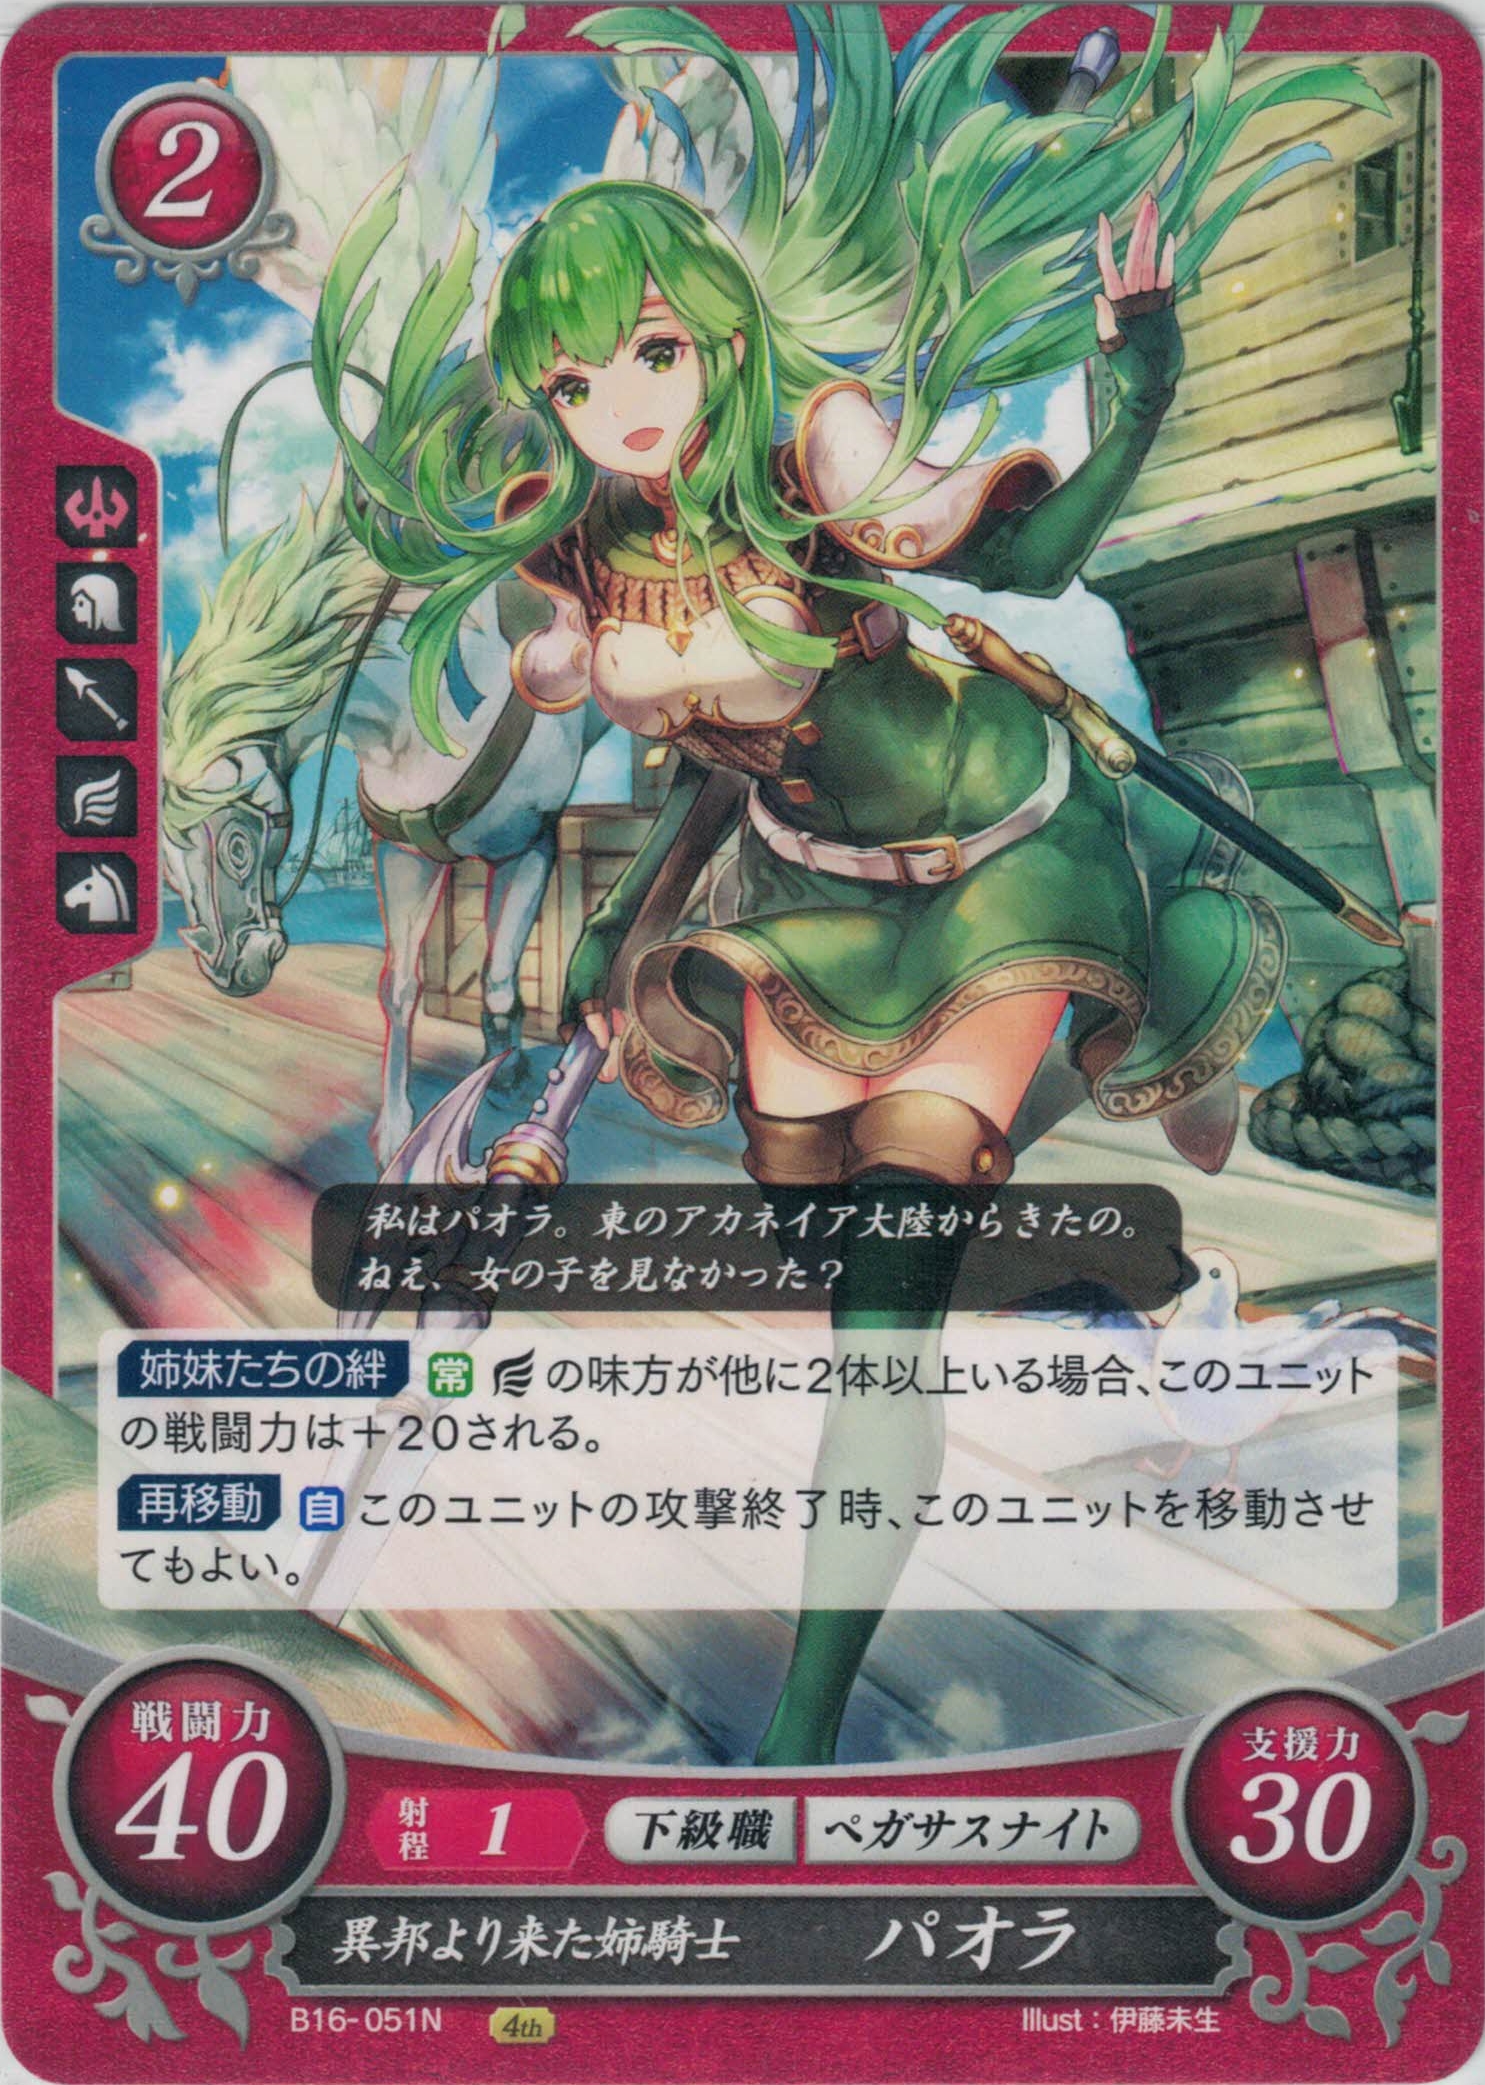 2
私はパオラ。東のアカネイア大陸からきたの。
ねえ、女の子を見なかった？
姉妹たちの絆 常 の味方が他に2体以上いる場合、このユニット
の戦闘力は＋20される。
再移動 自 このユニットの攻撃終了時、このユニットを移動させ
てもよい。
戦闘力
40
射程 1
下級職 ペガサスナイト
支援力
30
異邦より来た姉騎士 パオラ
B16-051N 4th Illust：伊藤未生